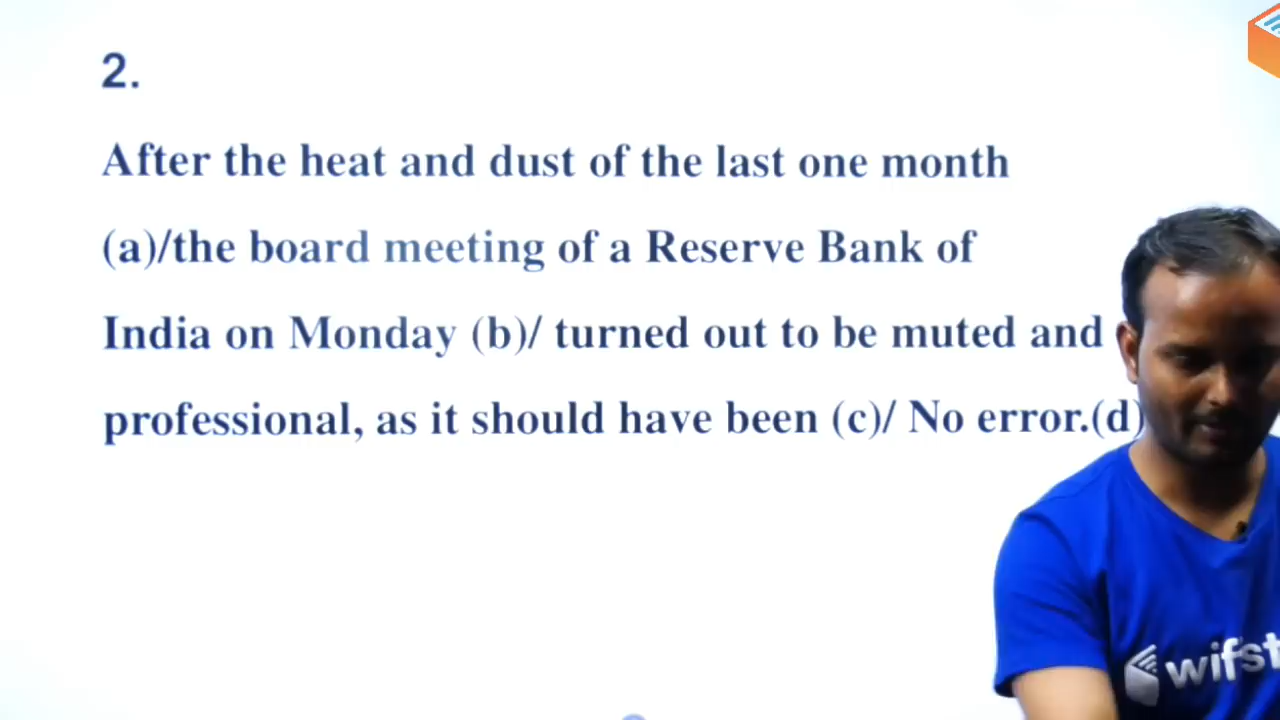 2.
After the heat and dust of the last one month
(a)/the board meeting of a Reserve Bank of
India on Monday (b)/ turned out to be muted and
professional, as it should have been (c)/ No error.(d)
wifist